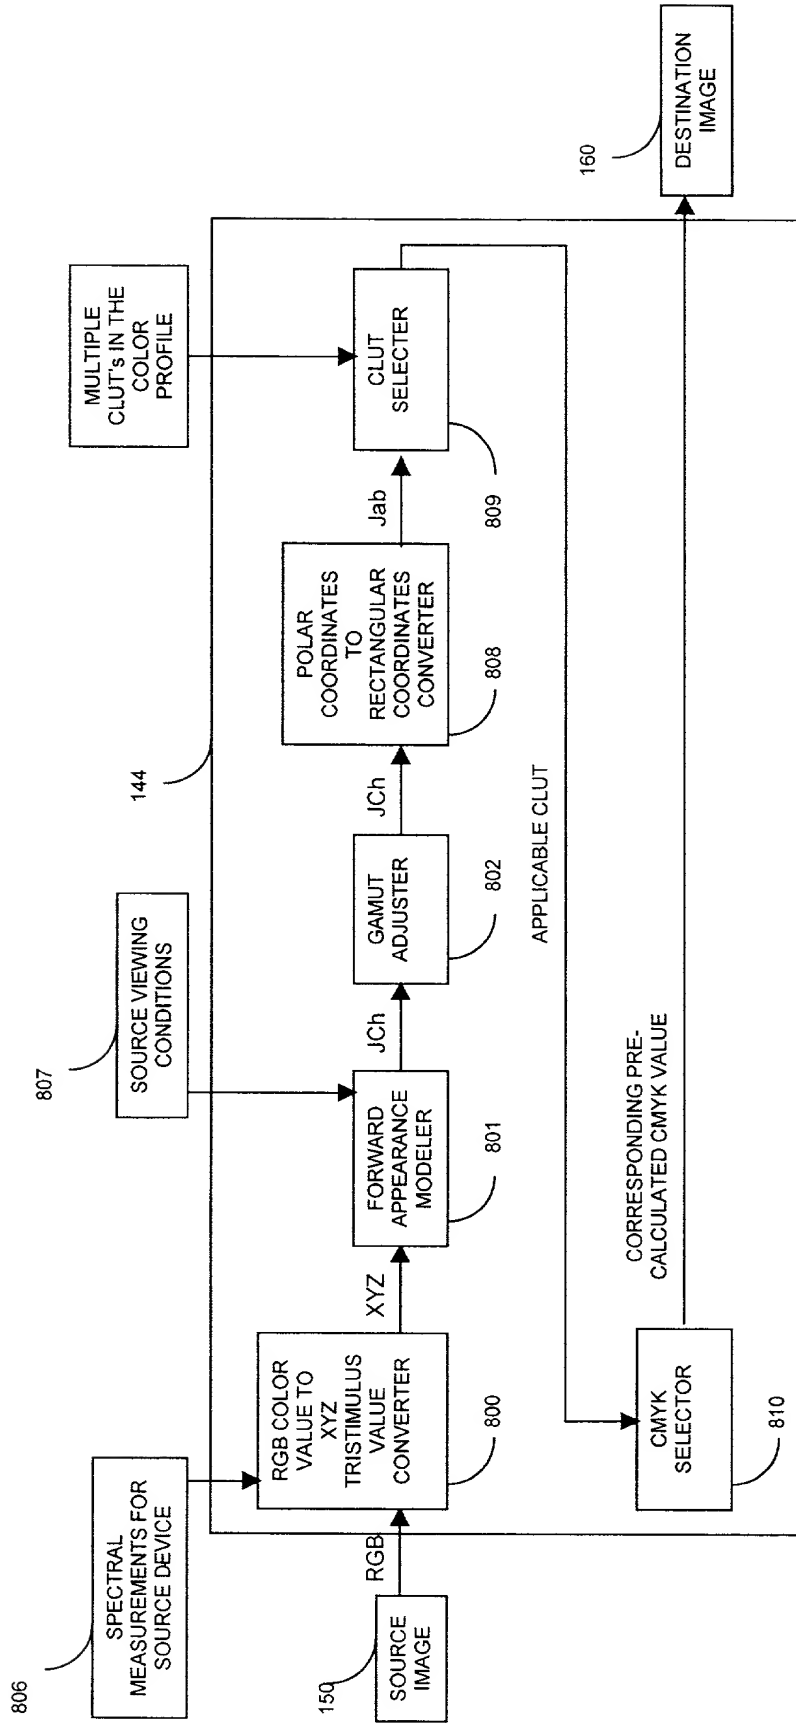 806
SPECTRAL
MEASUREMENTS FOR
SOURCE DEVICE
807
SOURCE VIEWING
CONDITIONS
144
MULTIPLE
CLUT's IN THE
COLOR
PROFILE
150
SOURCE
IMAGE
RGB
RGB COLOR
VALUE TO
XYZ
TRISTIMULUS
VALUE
CONVERTER
800
XYZ
FORWARD
APPEARANCE
MODELER
801
JCh
GAMUT
ADJUSTER
802
JCh
POLAR
COORDINATES
TO
RECTANGULAR
COORDINATES
CONVERTER
808
Jab
CLUT
SELECTER
809
APPLICABLE CLUT
CMYK
SELECTOR
810
CORRESPONDING PRE-
CALCULATED CMYK VALUE
160
DESTINATION
IMAGE